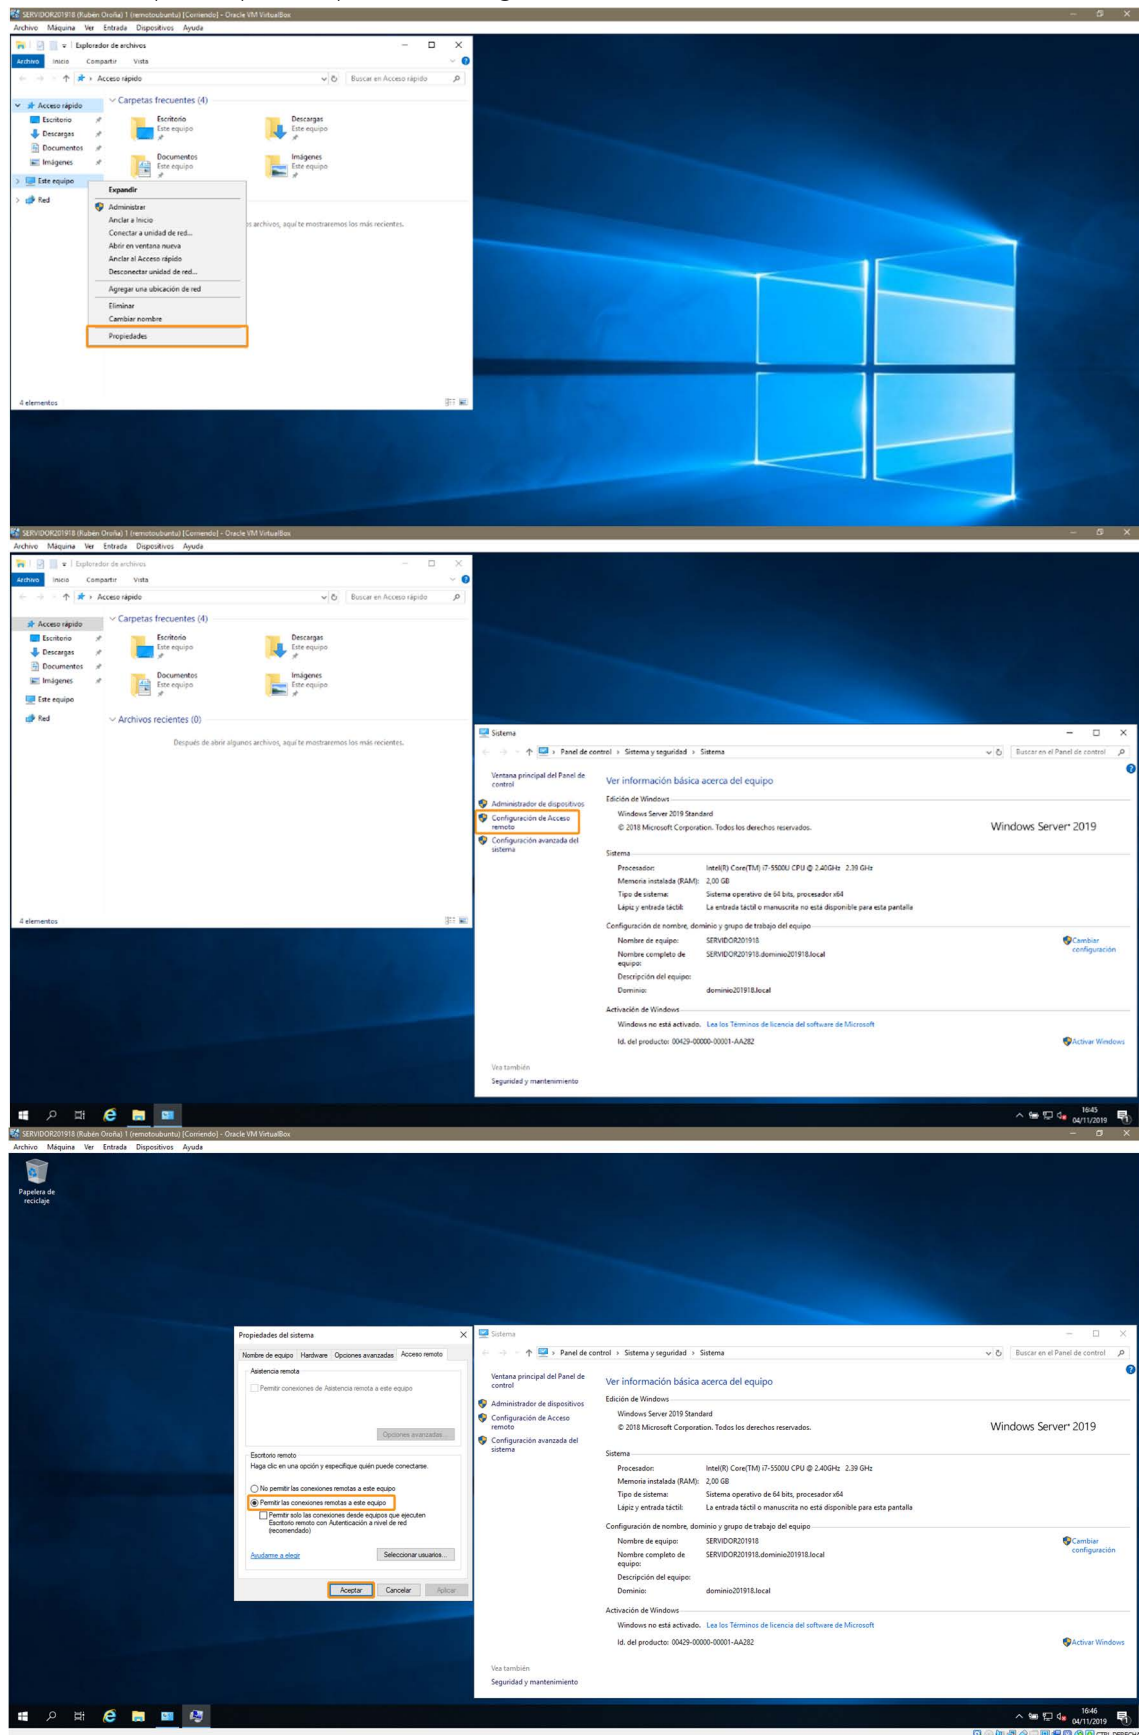 SERVIDOR201918 (Rubén Oroña) 1 (remotoubuntu) [Corriendo] - Oracle VM VirtualBox
Archivo Máquina Ver Entrada Dispositivos Ayuda
Explorador de archivos
Archivo Inicio Compartir Vista
Acceso rápido
Buscar en Acceso rápido
Acceso rápido
Escritorio
Descargas
Documentos
Imágenes
Este equipo
Red
Carpetas frecuentes (4)
Escritorio
Este equipo
Descargas
Este equipo
Documentos
Este equipo
Imágenes
Este equipo
Expandir
Administrar
Anclar a Inicio
Conectar a unidad de red...
Abrir en ventana nueva
Anclar al Acceso rápido
Desconectar unidad de red...
Agregar una ubicación de red
Eliminar
Cambiar nombre
Propiedades
os archivos, aquí te mostraremos los más recientes.
4 elementos
SERVIDOR201918 (Rubén Oroña) 1 (remotoubuntu) [Corriendo] - Oracle VM VirtualBox
Archivo Máquina Ver Entrada Dispositivos Ayuda
Explorador de archivos
Archivo Inicio Compartir Vista
Acceso rápido
Buscar en Acceso rápido
Acceso rápido
Escritorio
Descargas
Documentos
Imágenes
Este equipo
Red
Carpetas frecuentes (4)
Escritorio
Este equipo
Descargas
Este equipo
Documentos
Este equipo
Imágenes
Este equipo
Archivos recientes (0)
Después de abrir algunos archivos, aquí te mostraremos los más recientes.
4 elementos
Sistema
Panel de control › Sistema y seguridad › Sistema
Buscar en el Panel de control
Ventana principal del Panel de
control
Administrador de dispositivos
Configuración de Acceso
remoto
Configuración avanzada del
sistema
Ver información básica acerca del equipo
Edición de Windows
Windows Server 2019 Standard
© 2018 Microsoft Corporation. Todos los derechos reservados.
Windows Server® 2019
Sistema
Procesador: Intel(R) Core(TM) i7-5500U CPU @ 2.40GHz 2.39 GHz
Memoria instalada (RAM): 2,00 GB
Tipo de sistema: Sistema operativo de 64 bits, procesador x64
Lápiz y entrada táctil: La entrada táctil o manuscrita no está disponible para esta pantalla
Configuración de nombre, dominio y grupo de trabajo del equipo
Nombre de equipo: SERVIDOR201918
Cambiar
configuración
Nombre completo de
equipo:
SERVIDOR201918.dominio201918.local
Descripción del equipo:
Dominio: dominio201918.local
Activación de Windows
Windows no está activado. Lea los Términos de licencia del software de Microsoft
Id. del producto: 00429-00000-00001-AA282
Activar Windows
Vea también
Seguridad y mantenimiento
16:45
04/11/2019
SERVIDOR201918 (Rubén Oroña) 1 (remotoubuntu) [Corriendo] - Oracle VM VirtualBox
Archivo Máquina Ver Entrada Dispositivos Ayuda
Papelera de
reciclaje
Propiedades del sistema
Nombre de equipo Hardware Opciones avanzadas Acceso remoto
Asistencia remota
Permitir conexiones de Asistencia remota a este equipo
Opciones avanzadas...
Escritorio remoto
Haga clic en una opción y especifique quién puede conectarse.
No permitir las conexiones remotas a este equipo
Permitir las conexiones remotas a este equipo
Permitir solo las conexiones desde equipos que ejecuten
Escritorio remoto con Autenticación a nivel de red
(recomendado)
Ayudarme a elegir
Seleccionar usuarios...
Aceptar Cancelar Aplicar
Sistema
Panel de control › Sistema y seguridad › Sistema
Buscar en el Panel de control
Ventana principal del Panel de
control
Administrador de dispositivos
Configuración de Acceso
remoto
Configuración avanzada del
sistema
Ver información básica acerca del equipo
Edición de Windows
Windows Server 2019 Standard
© 2018 Microsoft Corporation. Todos los derechos reservados.
Windows Server® 2019
Sistema
Procesador: Intel(R) Core(TM) i7-5500U CPU @ 2.40GHz 2.39 GHz
Memoria instalada (RAM): 2,00 GB
Tipo de sistema: Sistema operativo de 64 bits, procesador x64
Lápiz y entrada táctil: La entrada táctil o manuscrita no está disponible para esta pantalla
Configuración de nombre, dominio y grupo de trabajo del equipo
Nombre de equipo: SERVIDOR201918
Cambiar
configuración
Nombre completo de
equipo:
SERVIDOR201918.dominio201918.local
Descripción del equipo:
Dominio: dominio201918.local
Activación de Windows
Windows no está activado. Lea los Términos de licencia del software de Microsoft
Id. del producto: 00429-00000-00001-AA282
Activar Windows
Vea también
Seguridad y mantenimiento
16:46
04/11/2019